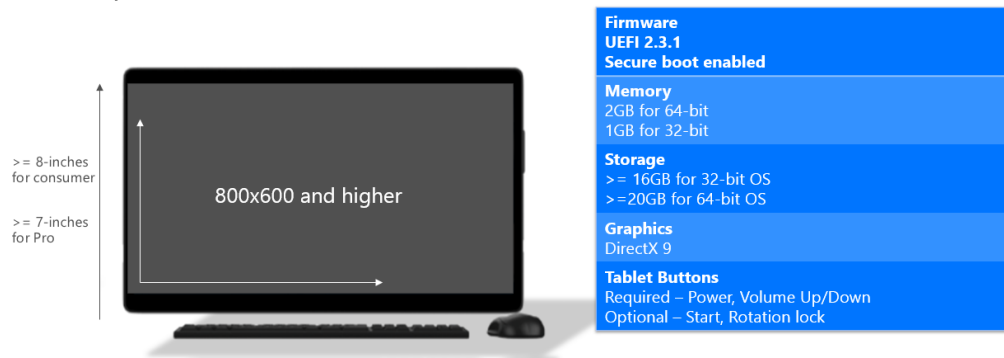 >= 8-inches
for consumer
>= 7-inches
for Pro
800x600 and higher
Firmware
UEFI 2.3.1
Secure boot enabled
Memory
2GB for 64-bit
1GB for 32-bit
Storage
>= 16GB for 32-bit OS
>=20GB for 64-bit OS
Graphics
DirectX 9
Tablet Buttons
Required – Power, Volume Up/Down
Optional – Start, Rotation lock